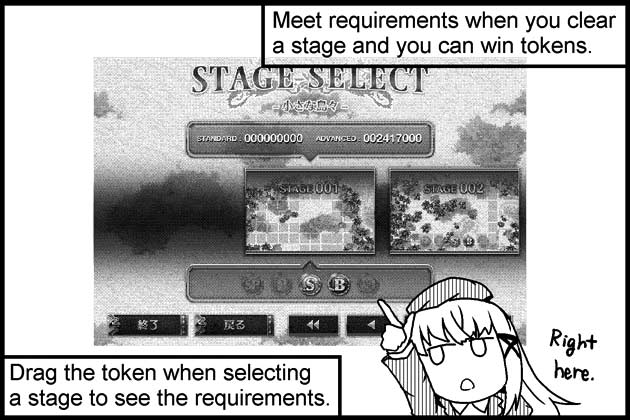 Meet requirements when you clear
a stage and you can win tokens.
STAGE SELECT
STANDARD : 000000000 ADVANCED : 002417000
STAGE 001
STAGE 002
S B
終了
戻る
Right
here.
Drag the token when selecting
a stage to see the requirements.